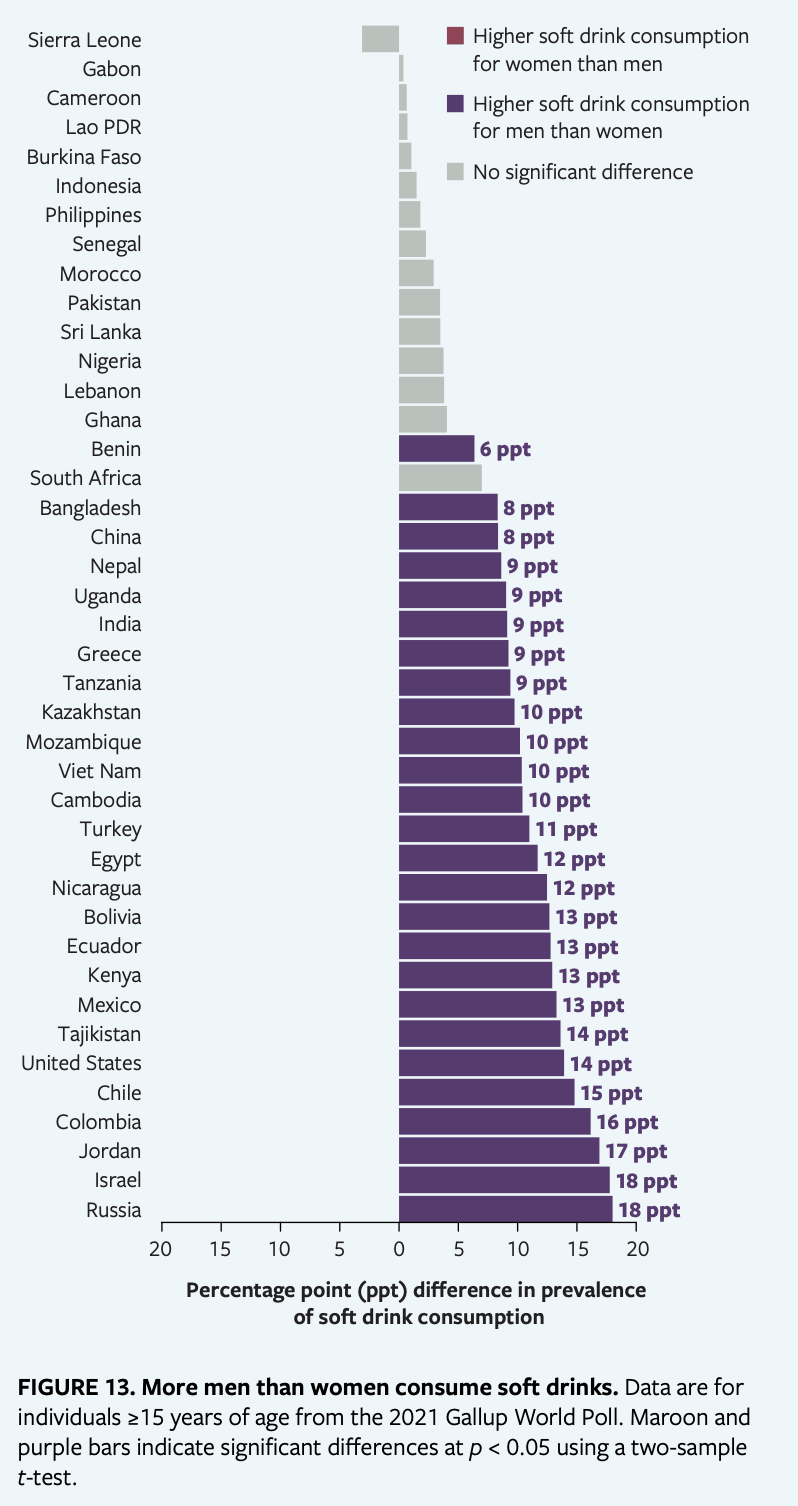 Higher soft drink consumption
for women than men
Higher soft drink consumption
for men than women
No significant difference
Sierra Leone
Gabon
Cameroon
Lao PDR
Burkina Faso
Indonesia
Philippines
Senegal
Morocco
Pakistan
Sri Lanka
Nigeria
Lebanon
Ghana
Benin 6 ppt
South Africa
Bangladesh 8 ppt
China 8 ppt
Nepal 9 ppt
Uganda 9 ppt
India 9 ppt
Greece 9 ppt
Tanzania 9 ppt
Kazakhstan 10 ppt
Mozambique 10 ppt
Viet Nam 10 ppt
Cambodia 10 ppt
Turkey 11 ppt
Egypt 12 ppt
Nicaragua 12 ppt
Bolivia 13 ppt
Ecuador 13 ppt
Kenya 13 ppt
Mexico 13 ppt
Tajikistan 14 ppt
United States 14 ppt
Chile 15 ppt
Colombia 16 ppt
Jordan 17 ppt
Israel 18 ppt
Russia 18 ppt
20 15 10 5 0 5 10 15 20
Percentage point (ppt) difference in prevalence
of soft drink consumption
FIGURE 13. More men than women consume soft drinks. Data are for
individuals ≥15 years of age from the 2021 Gallup World Poll. Maroon and
purple bars indicate significant differences at p < 0.05 using a two-sample
t-test.